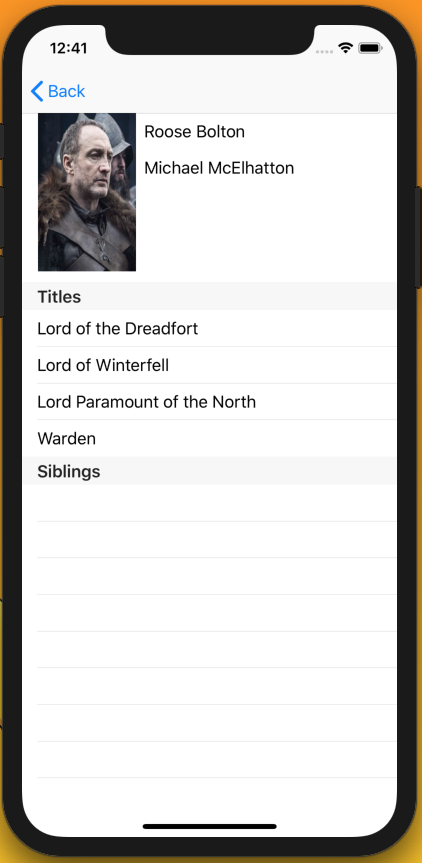 12:41
Back
Roose Bolton
Michael McElhatton
Titles
Lord of the Dreadfort
Lord of Winterfell
Lord Paramount of the North
Warden
Siblings